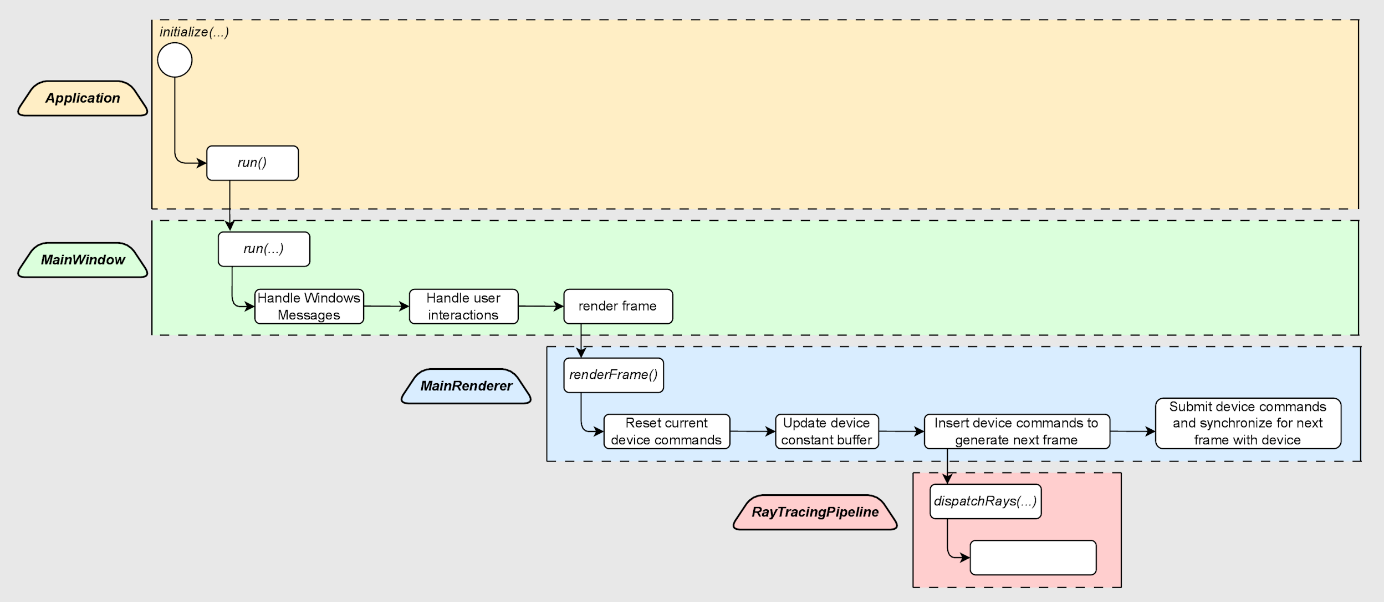 initialize(...)
Application
run()
MainWindow
run(...)
Handle Windows
Messages
Handle user
interactions
render frame
MainRenderer
renderFrame()
Reset current
device commands
Update device
constant buffer
Insert device commands to
generate next frame
Submit device commands
and synchronize for next
frame with device
RayTracingPipeline
dispatchRays(...)